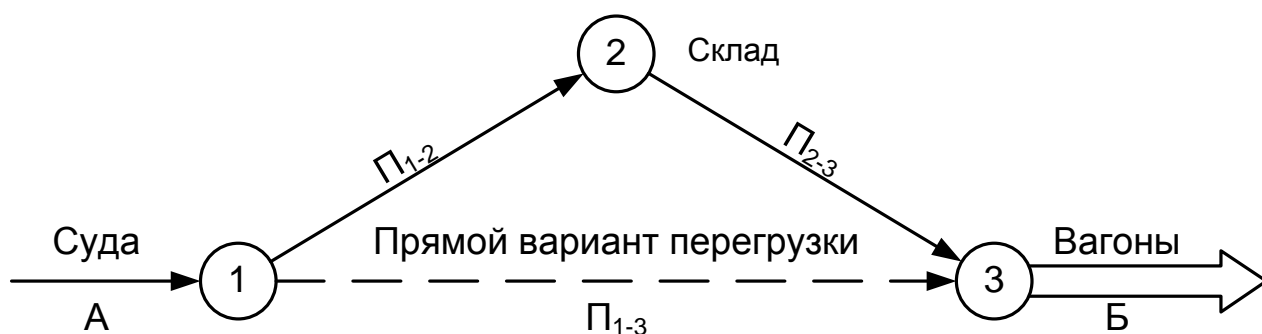 2
Склад
П1-2
П2-3
Суда
Прямой вариант перегрузки
Вагоны
1
3
А
П1-3
Б